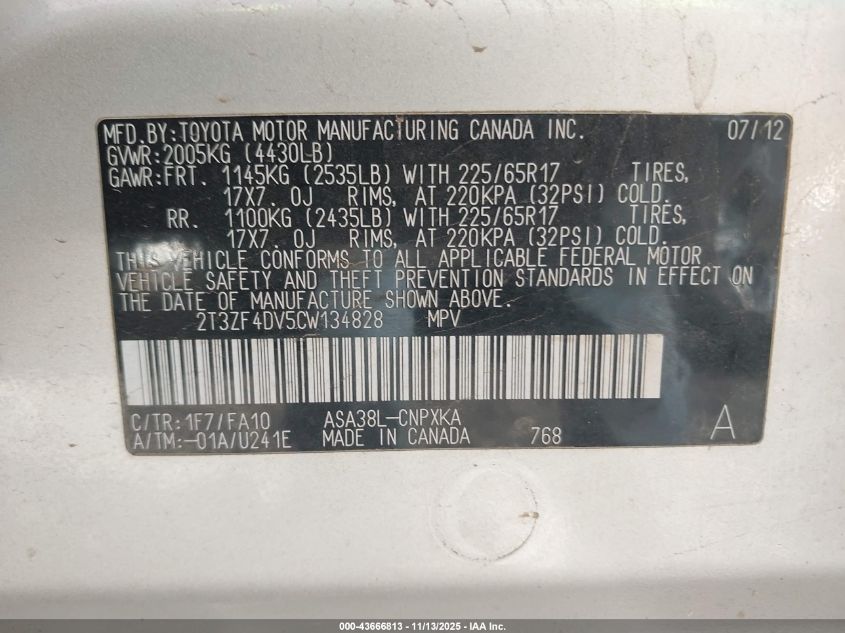 MFD.BY:TOYOTA MOTOR MANUFACTURING CANADA INC. 07/12
GVWR:2005KG (4430LB)
GAWR:FRT. 1145KG (2535LB) WITH 225/65R17 TIRES,
17X7.0J RIMS, AT 220KPA (32PSI) COLD.
RR. 1100KG (2435LB) WITH 225/65R17 TIRES,
17X7.0J RIMS, AT 220KPA (32PSI) COLD.
THIS VEHICLE CONFORMS TO ALL APPLICABLE FEDERAL MOTOR
VEHICLE SAFETY AND THEFT PREVENTION STANDARDS IN EFFECT ON
THE DATE OF MANUFACTURE SHOWN ABOVE.
2T3ZF4DV5CW134828 MPV
C/TR:1F7/FA10 ASA38L-CNPXKA
A/TM:-01A/U241E MADE IN CANADA 768 A
000-43666813 - 11/13/2025 - IAA Inc.